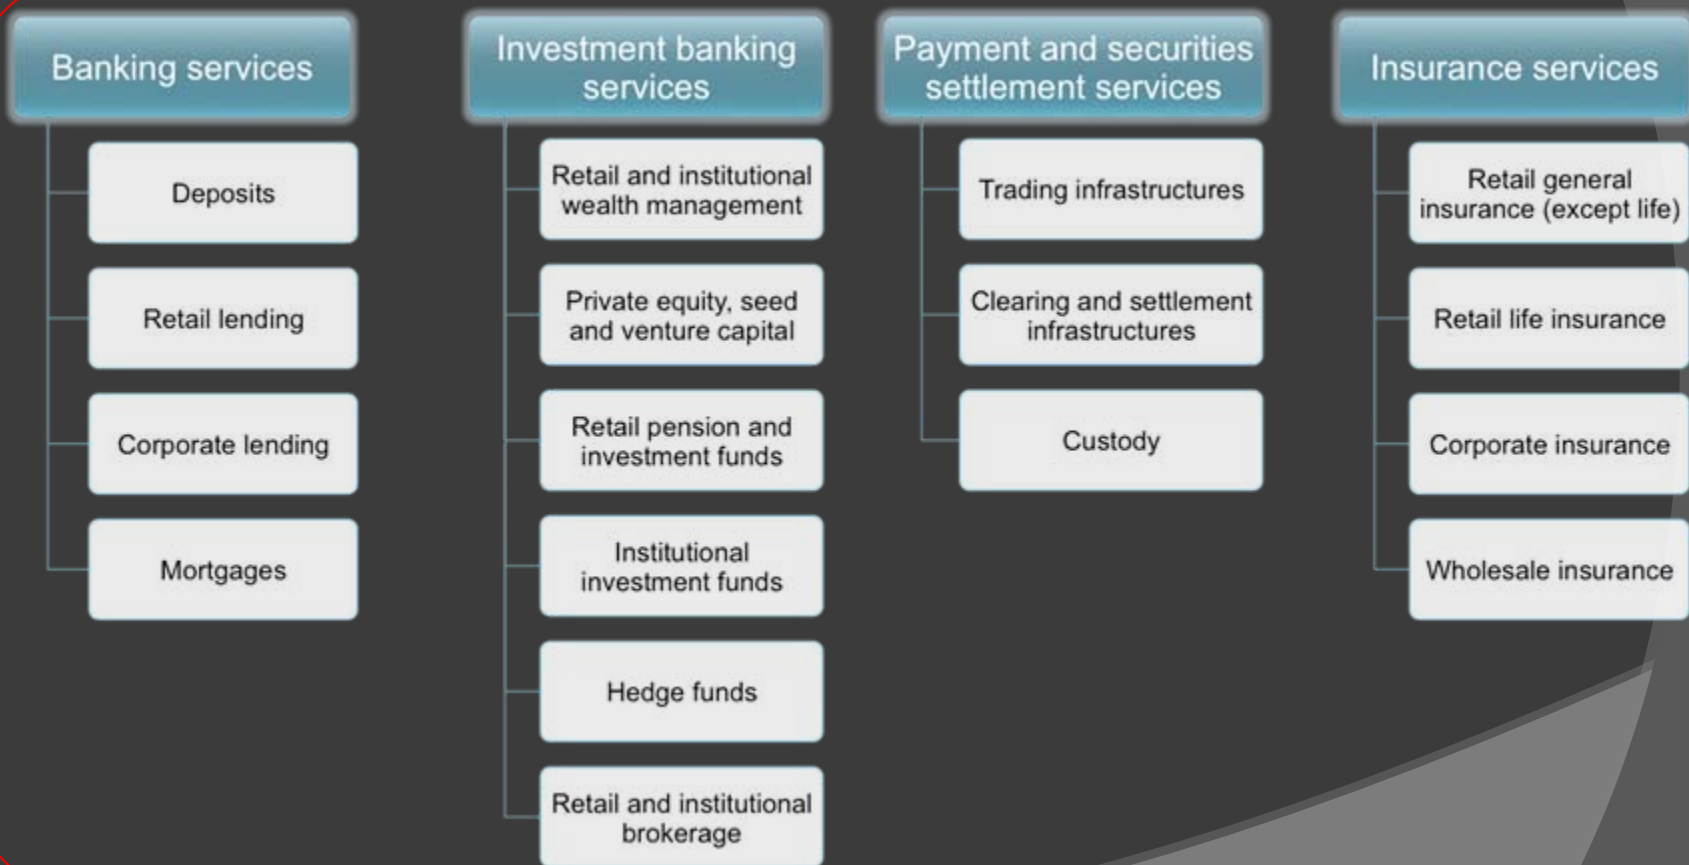 Banking services
Deposits
Retail lending
Corporate lending
Mortgages
Investment banking
services
Retail and institutional
wealth management
Private equity, seed
and venture capital
Retail pension and
investment funds
Institutional
investment funds
Hedge funds
Retail and institutional
brokerage
Payment and securities
settlement services
Trading infrastructures
Clearing and settlement
infrastructures
Custody
Insurance services
Retail general
insurance (except life)
Retail life insurance
Corporate insurance
Wholesale insurance